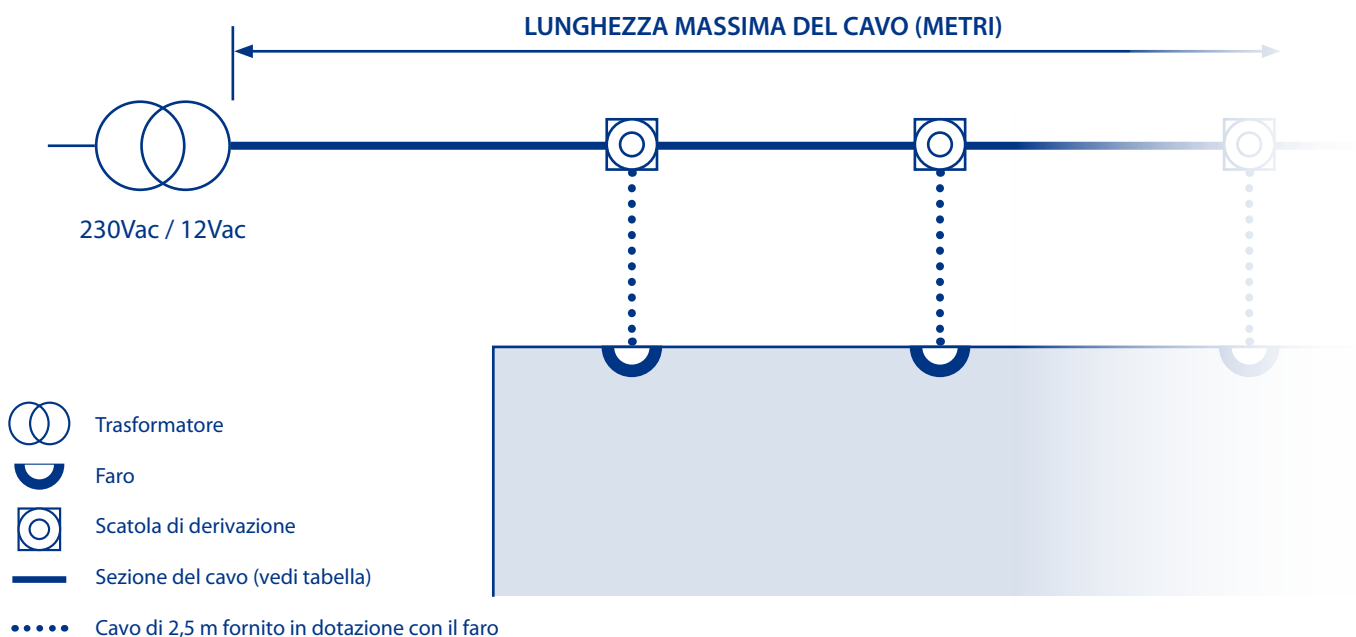 LUNGHEZZA MASSIMA DEL CAVO (METRI)
230Vac / 12Vac
Trasformatore
Faro
Scatola di derivazione
Sezione del cavo (vedi tabella)
Cavo di 2,5 m fornito in dotazione con il faro